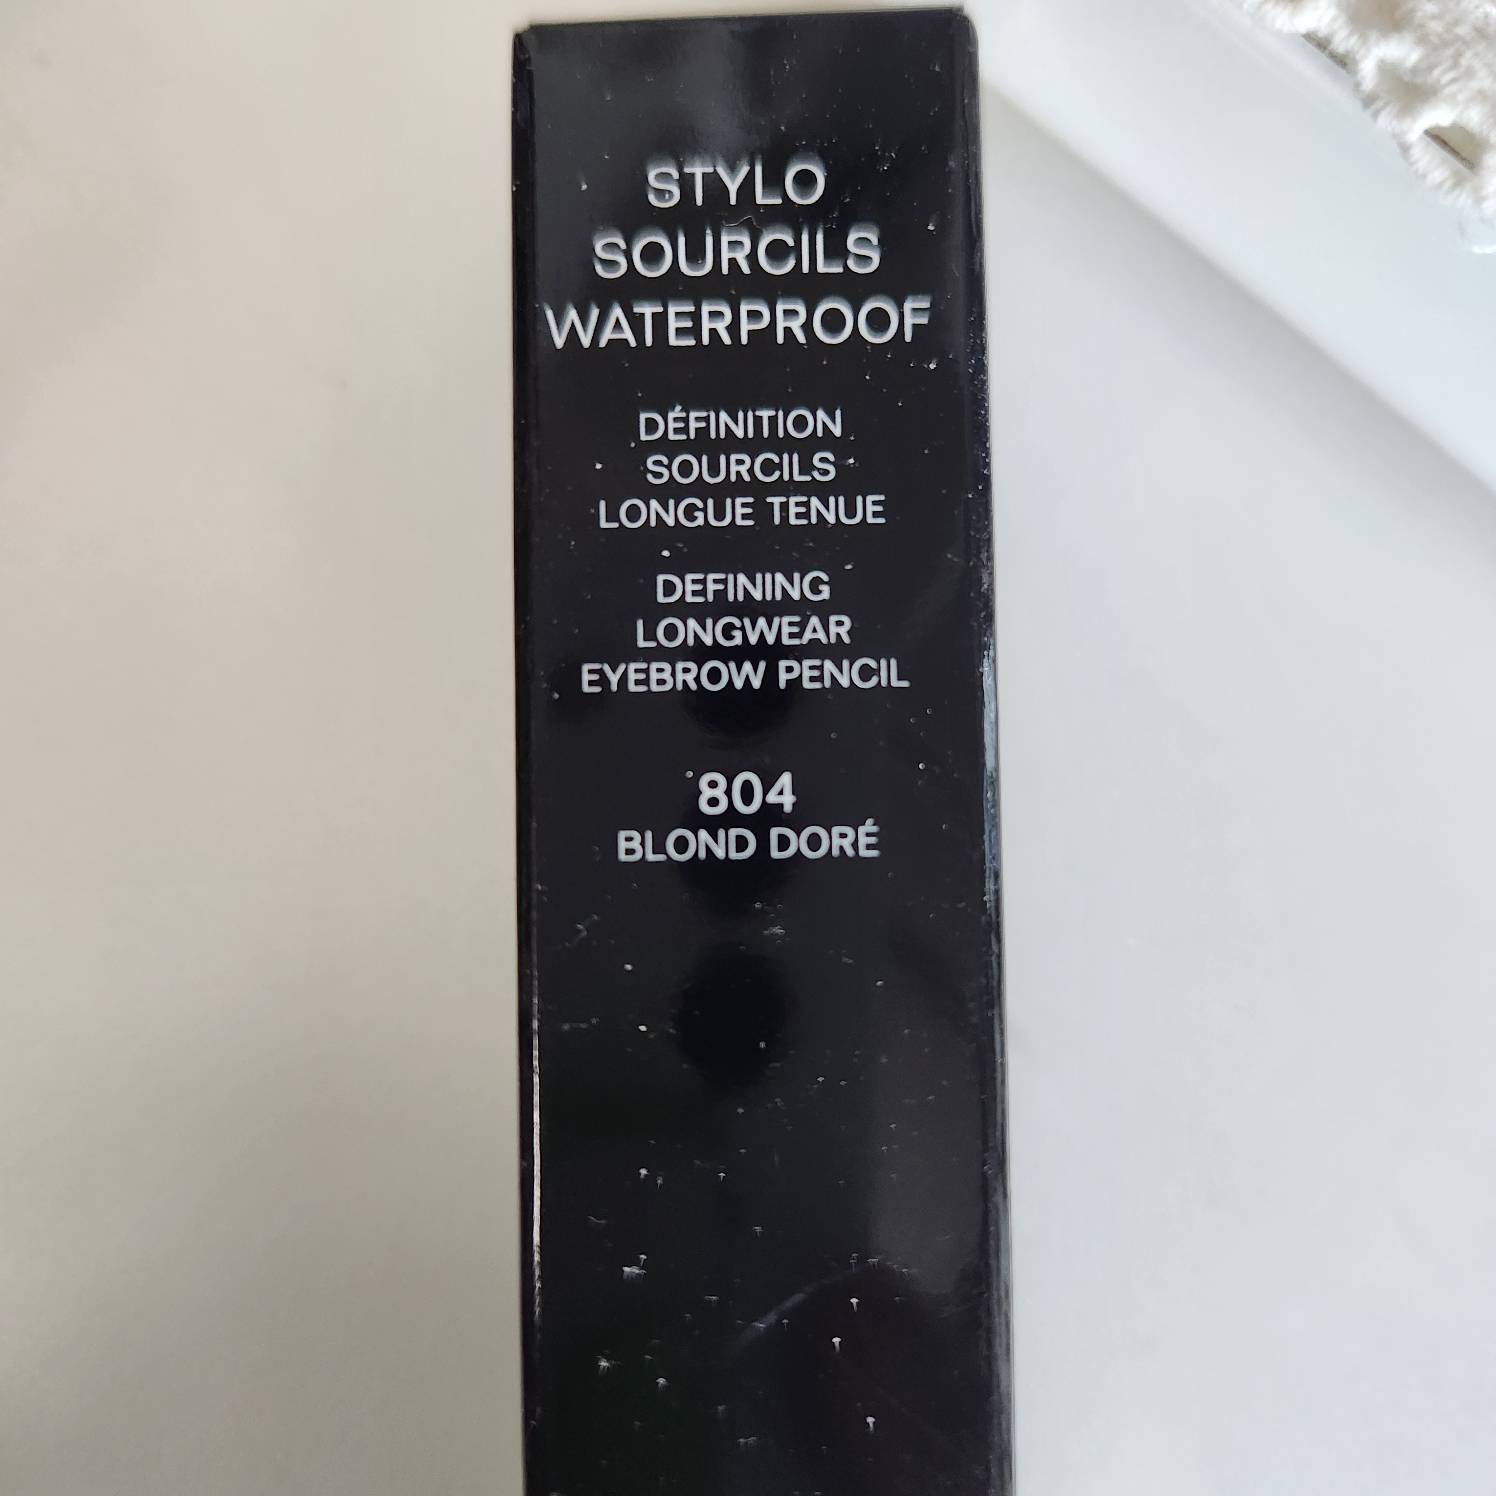 STYLO
SOURCILS
WATERPROOF
DÉFINITION
SOURCILS
LONGUE TENUE
DEFINING
LONGWEAR
EYEBROW PENCIL
804
BLOND DORÉ